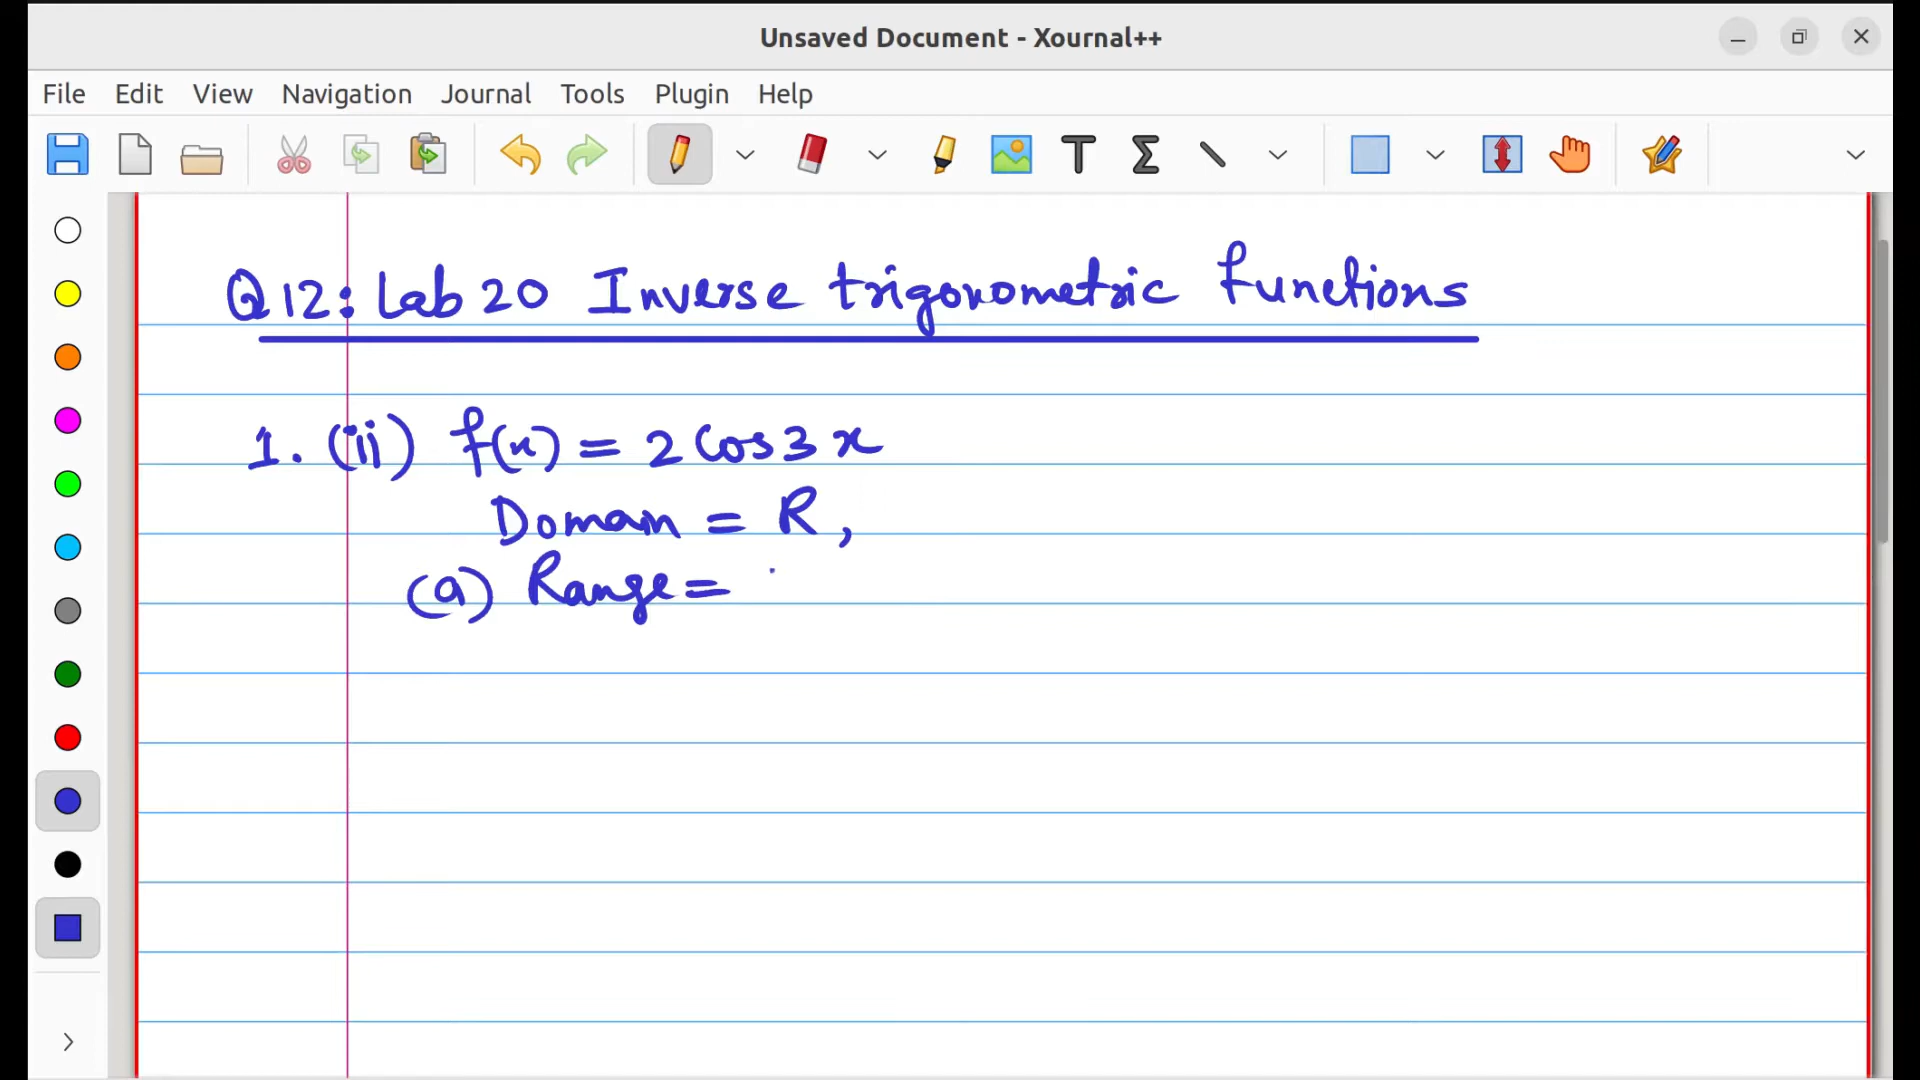 Unsaved Document - Xournal++
File Edit View Navigation Journal Tools Plugin Help
Q12: Lab 20 Inverse trigonometric functions
1. (ii) f(x) = 2 Cos 3x
Domain = R,
(a) Range =